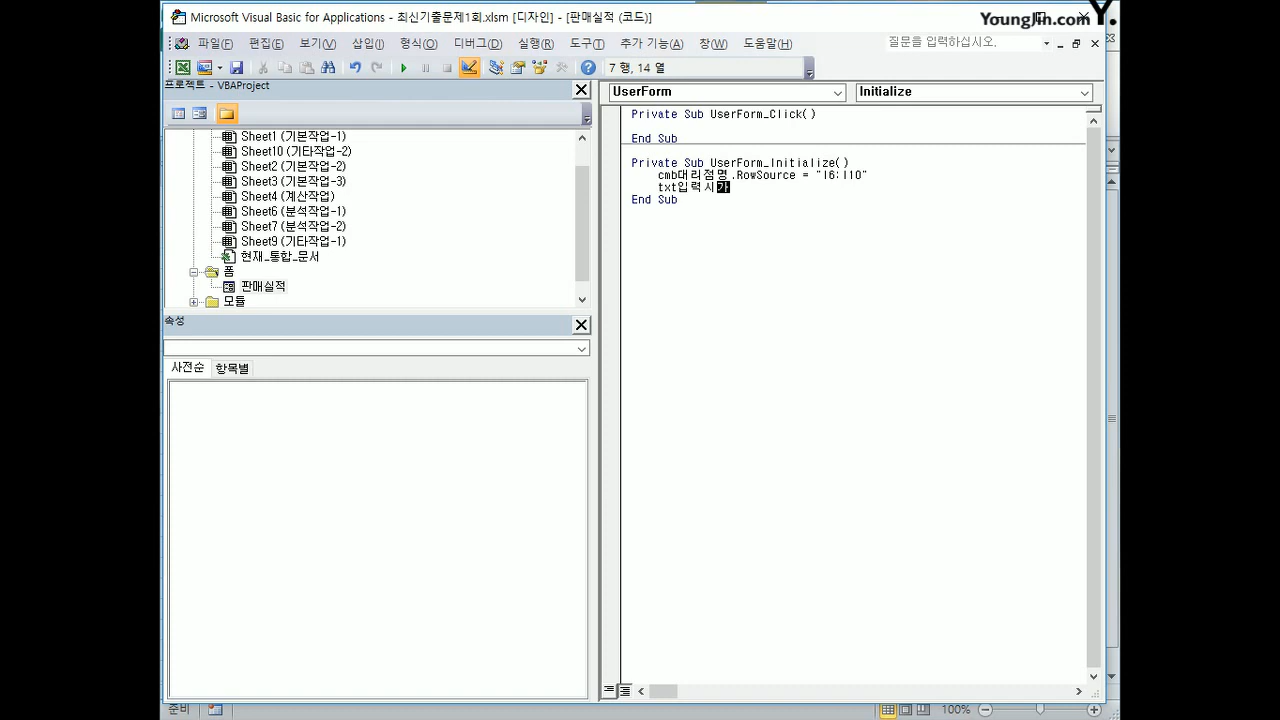 Microsoft Visual Basic for Applications - 최신기출문제1회.xlsm [디자인] - [판매실적 (코드)]
YoungJin.com Y.
파일(F) 편집(E) 보기(V) 삽입(I) 형식(O) 디버그(D) 실행(R) 도구(T) 추가 기능(A) 창(W) 도움말(H) 질문을 입력하십시오.
7 행, 14 열
프로젝트 - VBAProject
UserForm Initialize
Private Sub UserForm_Click()
End Sub
Private Sub UserForm_Initialize()
cmb대리점명.RowSource = "I6:I10"
txt입력시가
End Sub
Sheet1 (기본작업-1)
Sheet10 (기타작업-2)
Sheet2 (기본작업-2)
Sheet3 (기본작업-3)
Sheet4 (계산작업)
Sheet6 (분석작업-1)
Sheet7 (분석작업-2)
Sheet9 (기타작업-1)
현재_통합_문서
폼
판매실적
모듈
속성
사전순 항목별
준비 100%